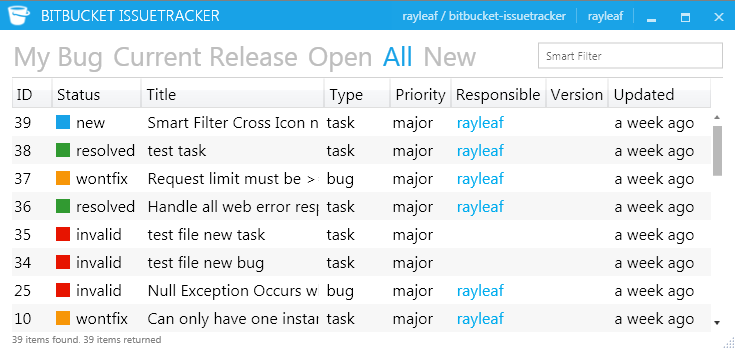 BITBUCKET ISSUETRACKER rayleaf / bitbucket-issuetracker rayleaf
My Bug Current Release Open All New Smart Filter
ID Status Title Type Priority Responsible Version Updated
39 new Smart Filter Cross Icon n task major rayleaf a week ago
38 resolved test task task major rayleaf a week ago
37 wontfix Request limit must be > bug major rayleaf a week ago
36 resolved Handle all web error resp task major rayleaf a week ago
35 invalid test file new task task major a week ago
34 invalid test file new bug task major a week ago
25 invalid Null Exception Occurs w bug major rayleaf a week ago
10 wontfix Can only have one instan task major rayleaf a week ago
39 items found. 39 items returned